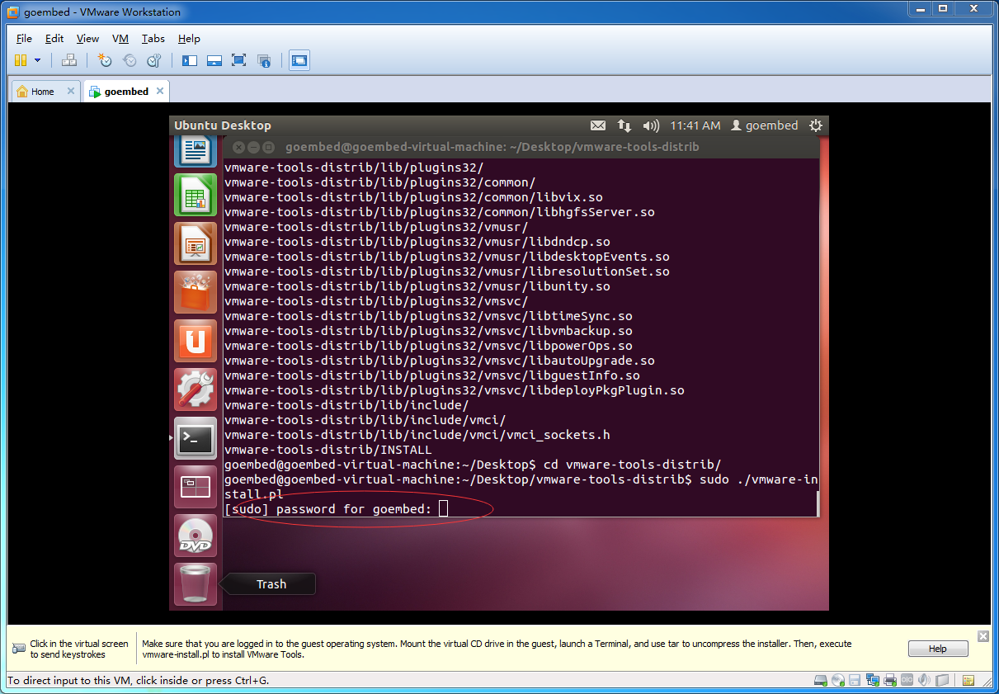 goembed - VMware Workstation
File Edit View VM Tabs Help
Home goembed
Ubuntu Desktop 11:41 AM goembed
goembed@goembed-virtual-machine: ~/Desktop/vmware-tools-distrib
vmware-tools-distrib/lib/plugins32/
vmware-tools-distrib/lib/plugins32/common/
vmware-tools-distrib/lib/plugins32/common/libvix.so
vmware-tools-distrib/lib/plugins32/common/libhgfsServer.so
vmware-tools-distrib/lib/plugins32/vmusr/
vmware-tools-distrib/lib/plugins32/vmusr/libdndcp.so
vmware-tools-distrib/lib/plugins32/vmusr/libdesktopEvents.so
vmware-tools-distrib/lib/plugins32/vmusr/libresolutionSet.so
vmware-tools-distrib/lib/plugins32/vmusr/libunity.so
vmware-tools-distrib/lib/plugins32/vmsvc/
vmware-tools-distrib/lib/plugins32/vmsvc/libtimeSync.so
vmware-tools-distrib/lib/plugins32/vmsvc/libvmbackup.so
vmware-tools-distrib/lib/plugins32/vmsvc/libpowerOps.so
vmware-tools-distrib/lib/plugins32/vmsvc/libautoUpgrade.so
vmware-tools-distrib/lib/plugins32/vmsvc/libguestInfo.so
vmware-tools-distrib/lib/plugins32/vmsvc/libdeployPkgPlugin.so
vmware-tools-distrib/lib/include/
vmware-tools-distrib/lib/include/vmci/
vmware-tools-distrib/lib/include/vmci/vmci_sockets.h
vmware-tools-distrib/INSTALL
goembed@goembed-virtual-machine:~/Desktop$ cd vmware-tools-distrib/
goembed@goembed-virtual-machine:~/Desktop/vmware-tools-distrib$ sudo ./vmware-in
stall.pl
[sudo] password for goembed:
DVD
Trash
Click in the virtual screen
to send keystrokes
Make sure that you are logged in to the guest operating system. Mount the virtual CD drive in the guest, launch a Terminal, and use tar to uncompress the installer. Then, execute
vmware-install.pl to install VMware Tools.
Help
To direct input to this VM, click inside or press Ctrl+G.